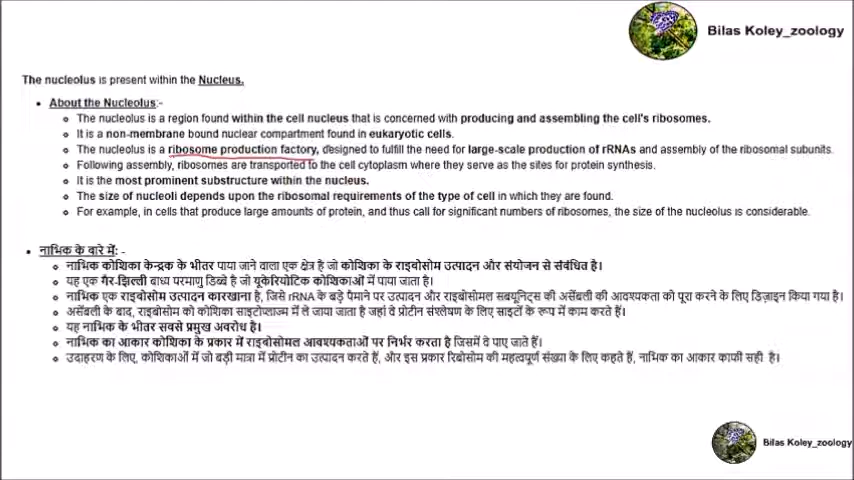 Bilas Koley_zoology
The nucleolus is present within the Nucleus.
About the Nucleolus:-
The nucleolus is a region found within the cell nucleus that is concerned with producing and assembling the cell's ribosomes.
It is a non-membrane bound nuclear compartment found in eukaryotic cells.
The nucleolus is a ribosome production factory, designed to fulfill the need for large-scale production of rRNAs and assembly of the ribosomal subunits.
Following assembly, ribosomes are transported to the cell cytoplasm where they serve as the sites for protein synthesis.
It is the most prominent substructure within the nucleus.
The size of nucleoli depends upon the ribosomal requirements of the type of cell in which they are found.
For example, in cells that produce large amounts of protein, and thus call for significant numbers of ribosomes, the size of the nucleolus is considerable.
नाभिक के बारे में: -
नाभिक कोशिका केन्द्रक के भीतर पाया जाने वाला एक क्षेत्र है जो कोशिका के राइबोसोम उत्पादन और संयोजन से संबंधित है।
यह एक गैर-झिल्ली बाध्य परमाणु डिब्बे है जो यूकेरियोटिक कोशिकाओं में पाया जाता है।
नाभिक एक राइबोसोम उत्पादन कारखाना है, जिसे rRNA के बड़े पैमाने पर उत्पादन और राइबोसोमल सबयूनिट्स की असेंबली की आवश्यकता को पूरा करने के लिए डिज़ाइन किया गया है।
असेंबली के बाद, राइबोसोम को कोशिका साइटोप्लाज्म में ले जाया जाता है जहां वे प्रोटीन संश्लेषण के लिए साइटों के रूप में काम करते हैं।
यह नाभिक के भीतर सबसे प्रमुख अवरोध है।
नाभिक का आकार कोशिका के प्रकार में राइबोसोमल आवश्यकताओं पर निर्भर करता है जिसमें वे पाए जाते हैं।
उदाहरण के लिए, कोशिकाओं में जो बड़ी मात्रा में प्रोटीन का उत्पादन करते हैं, और इस प्रकार रिबोसोम की महत्वपूर्ण संख्या के लिए कहते हैं, नाभिक का आकार काफी सही है।
Bilas Koley_zoology